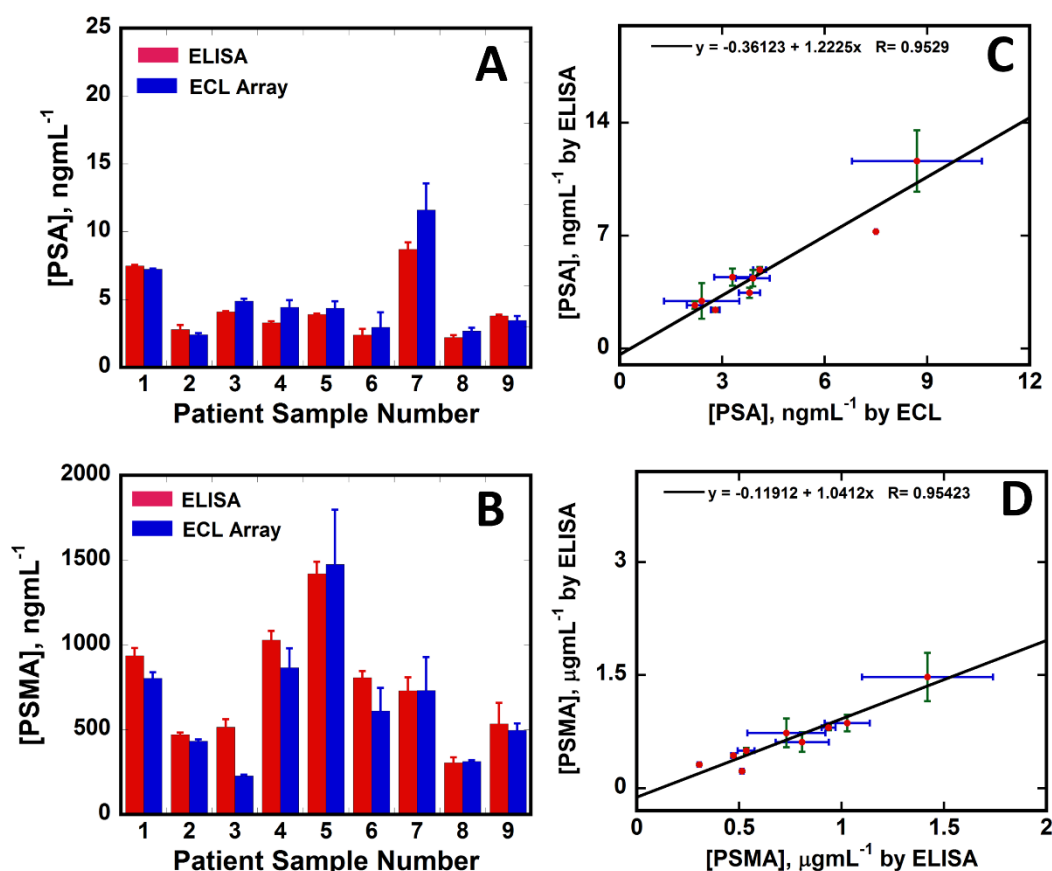 25
20
15
10
5
0
[PSA], ngmL⁻¹
ELISA
ECL Array
A
1 2 3 4 5 6 7 8 9
Patient Sample Number
y = -0.36123 + 1.2225x R= 0.9529
C
14
7
0
[PSA], ngmL⁻¹ by ELISA
0 3 6 9 12
[PSA], ngmL⁻¹ by ECL
2000
1500
1000
500
0
[PSMA], ngmL⁻¹
ELISA
ECL Array
B
1 2 3 4 5 6 7 8 9
Patient Sample Number
y = -0.11912 + 1.0412x R= 0.95423
D
3
1.5
0
[PSMA], µgmL⁻¹ by ELISA
0 0.5 1 1.5 2
[PSMA], µgmL⁻¹ by ELISA